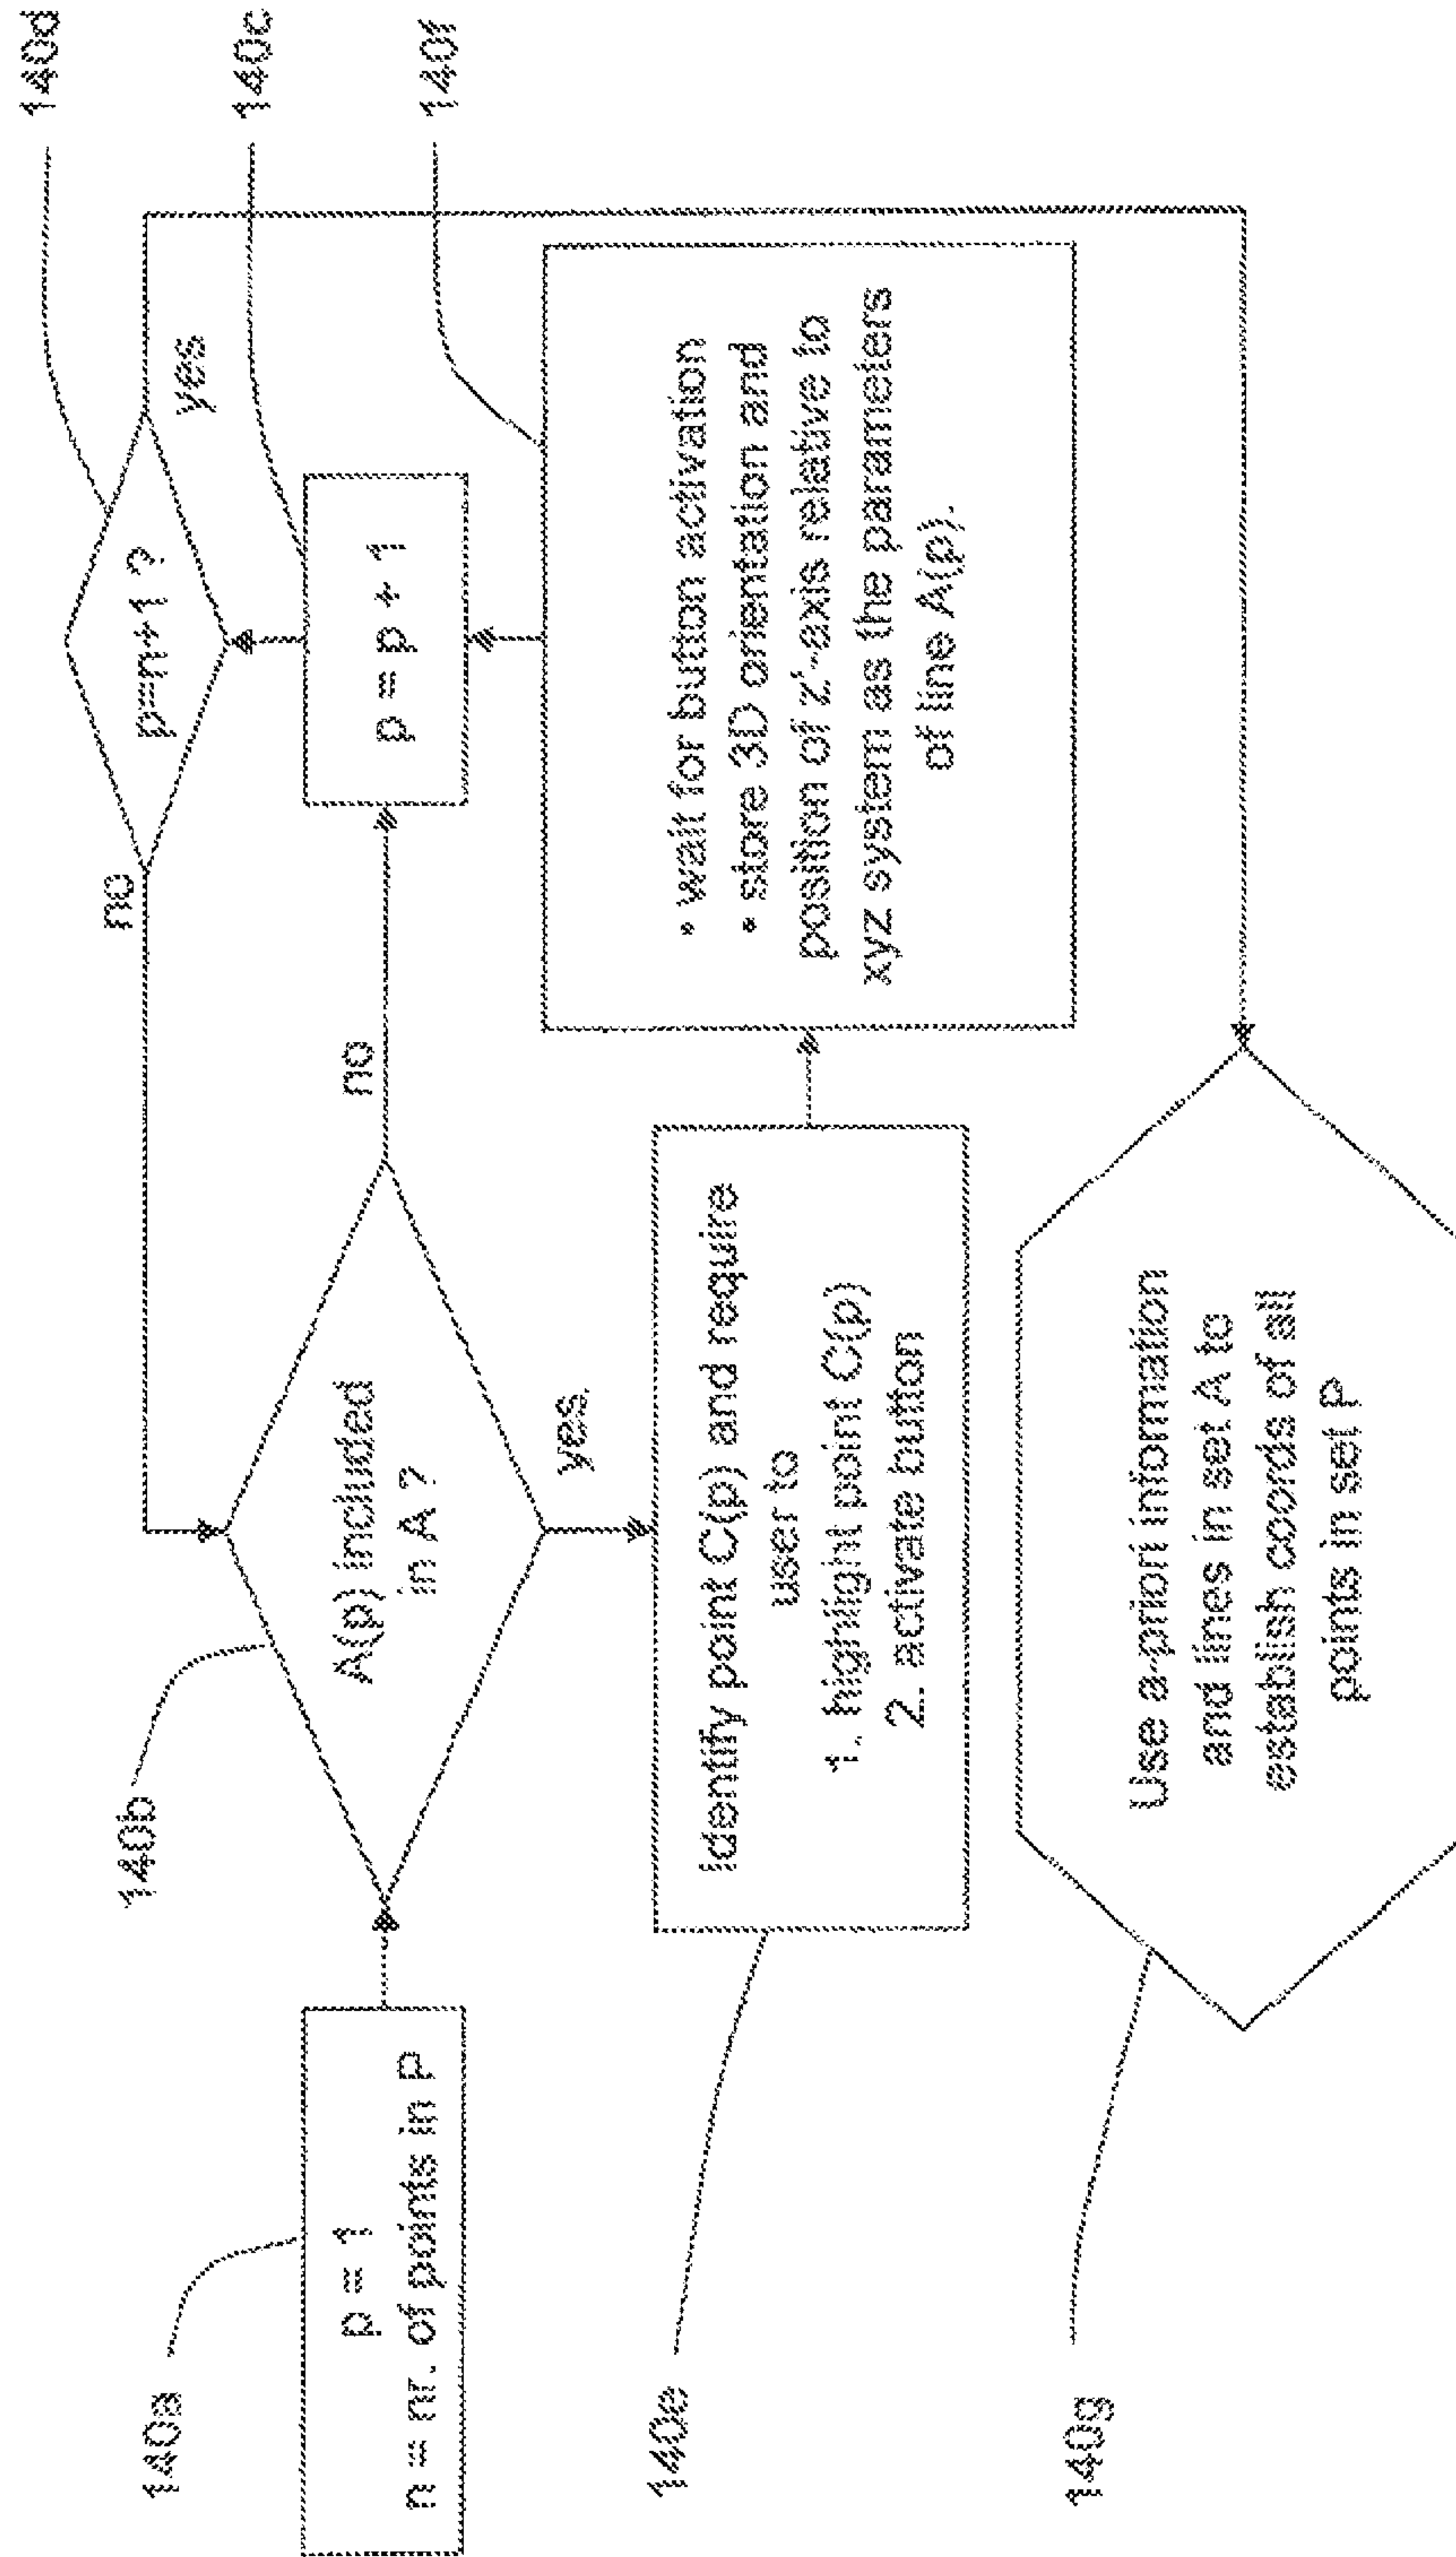 140d
140c
140f
p=n+1 ?
no
yes
140b
A(p) included
in A ?
no
p = p + 1
140a
p = 1
n = nr. of points in P
yes
• wait for button activation
• store 3D orientation and
position of z'-axis relative to
xyz system as the parameters
of line A(p).
140e
Identify point C(p) and require
user to
1. highlight point C(p)
2. activate button
140g
Use a-priori information
and lines in set A to
establish coords of all
points in set P